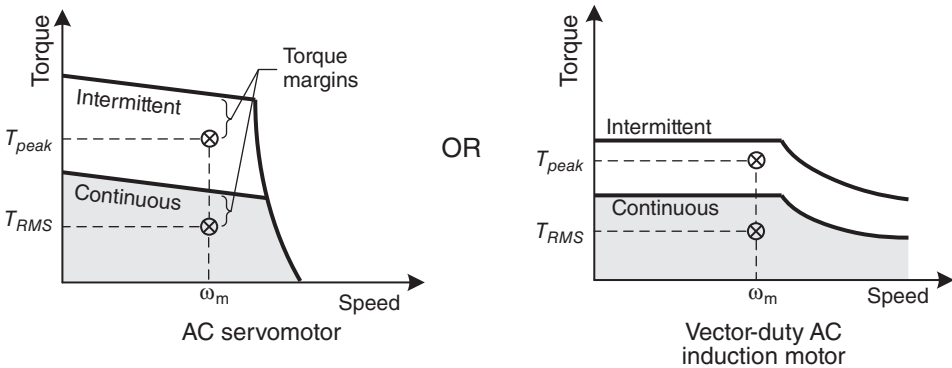 Torque
Intermittent
Torque
margins
T_peak
Continuous
T_RMS
ω_m
Speed
AC servomotor
OR
Torque
Intermittent
T_peak
Continuous
T_RMS
ω_m
Speed
Vector-duty AC
induction motor